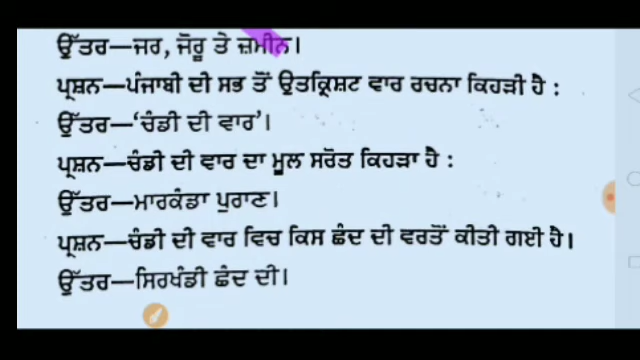 ਉੱਤਰ—ਜਰ, ਜੋਰੂ ਤੇ ਜ਼ਮੀਨ।
ਪ੍ਰਸ਼ਨ—ਪੰਜਾਬੀ ਦੀ ਸਭ ਤੋਂ ਉਤਕ੍ਰਿਸ਼ਟ ਵਾਰ ਰਚਨਾ ਕਿਹੜੀ ਹੈ :
ਉੱਤਰ—‘ਚੰਡੀ ਦੀ ਵਾਰ’।
ਪ੍ਰਸ਼ਨ—ਚੰਡੀ ਦੀ ਵਾਰ ਦਾ ਮੂਲ ਸਰੋਤ ਕਿਹੜਾ ਹੈ :
ਉੱਤਰ—ਮਾਰਕੰਡਾ ਪੁਰਾਣ।
ਪ੍ਰਸ਼ਨ—ਚੰਡੀ ਦੀ ਵਾਰ ਵਿਚ ਕਿਸ ਛੰਦ ਦੀ ਵਰਤੋਂ ਕੀਤੀ ਗਈ ਹੈ।
ਉੱਤਰ—ਸਿਰਖੰਡੀ ਛੰਦ ਦੀ।